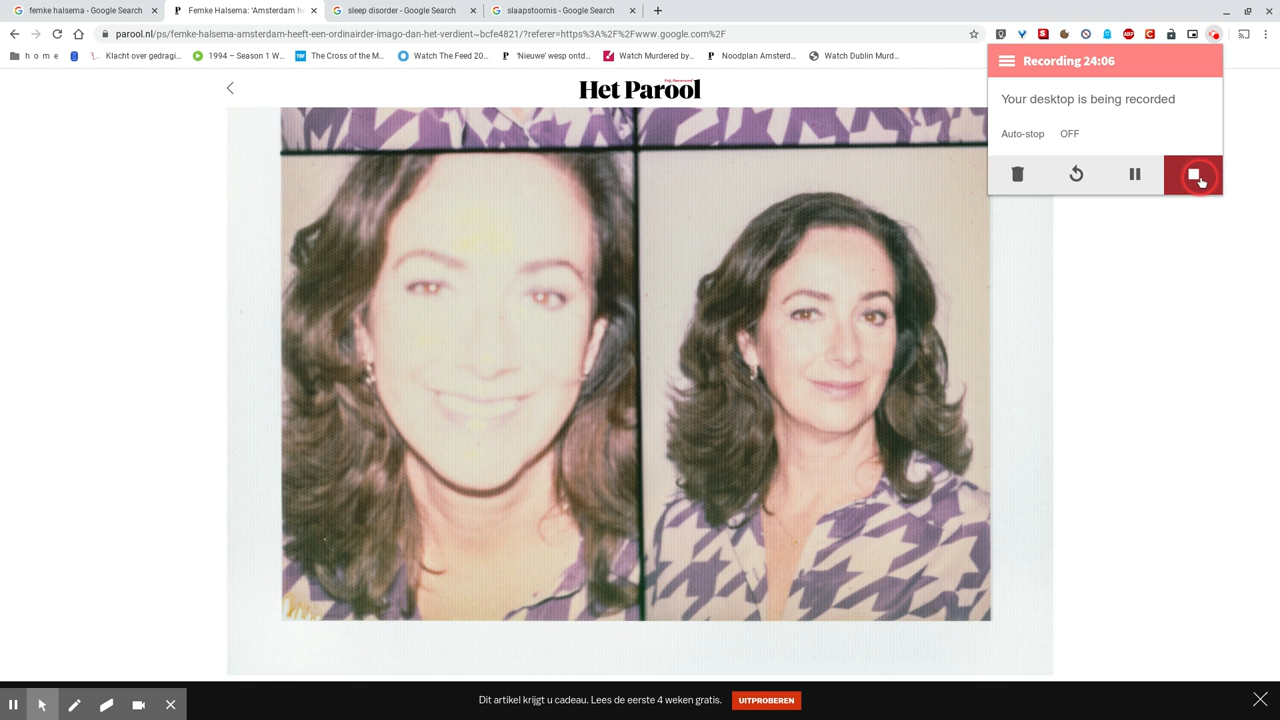 femke halsema - Google Search
Femke Halsema: 'Amsterdam he
sleep disorder - Google Search
slaapstoornis - Google Search
parool.nl/ps/femke-halsema-amsterdam-heeft-een-ordinairder-imago-dan-het-verdient~bcfe4821/?referer=https%3A%2F%2Fwww.google.com%2F
h o m e
Klacht over gedragi...
1994 – Season 1 W...
The Cross of the M...
Watch The Feed 20...
'Nieuwe' wesp ontd...
Watch Murdered by...
Noodplan Amsterd...
Watch Dublin Murd...
Recording 24:06
Het Parool
Your desktop is being recorded
Auto-stop OFF
Dit artikel krijgt u cadeau. Lees de eerste 4 weken gratis.
UITPROBEREN